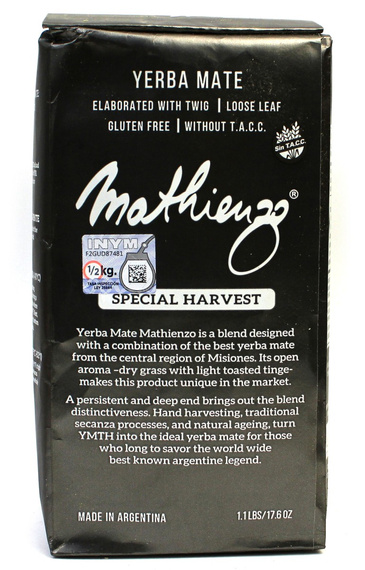 YERBA MATE
ELABORATED WITH TWIG | LOOSE LEAF
GLUTEN FREE | WITHOUT T.A.C.C.
Sin T.A.C.C.
Mathienzo®
INYM
F2GUD87481
1/2 kg.
TASA INSPECCIÓN
SPECIAL HARVEST
Yerba Mate Mathienzo is a blend designed
with a combination of the best yerba mate
from the central region of Misiones. Its open
aroma –dry grass with light toasted tinge-
makes this product unique in the market.
A persistent and deep end brings out the blend
distinctiveness. Hand harvesting, traditional
secanza processes, and natural ageing, turn
YMTH into the ideal yerba mate for those
who long to savor the world wide
best known argentine legend.
MADE IN ARGENTINA
1.1 LBS/17.6 OZ